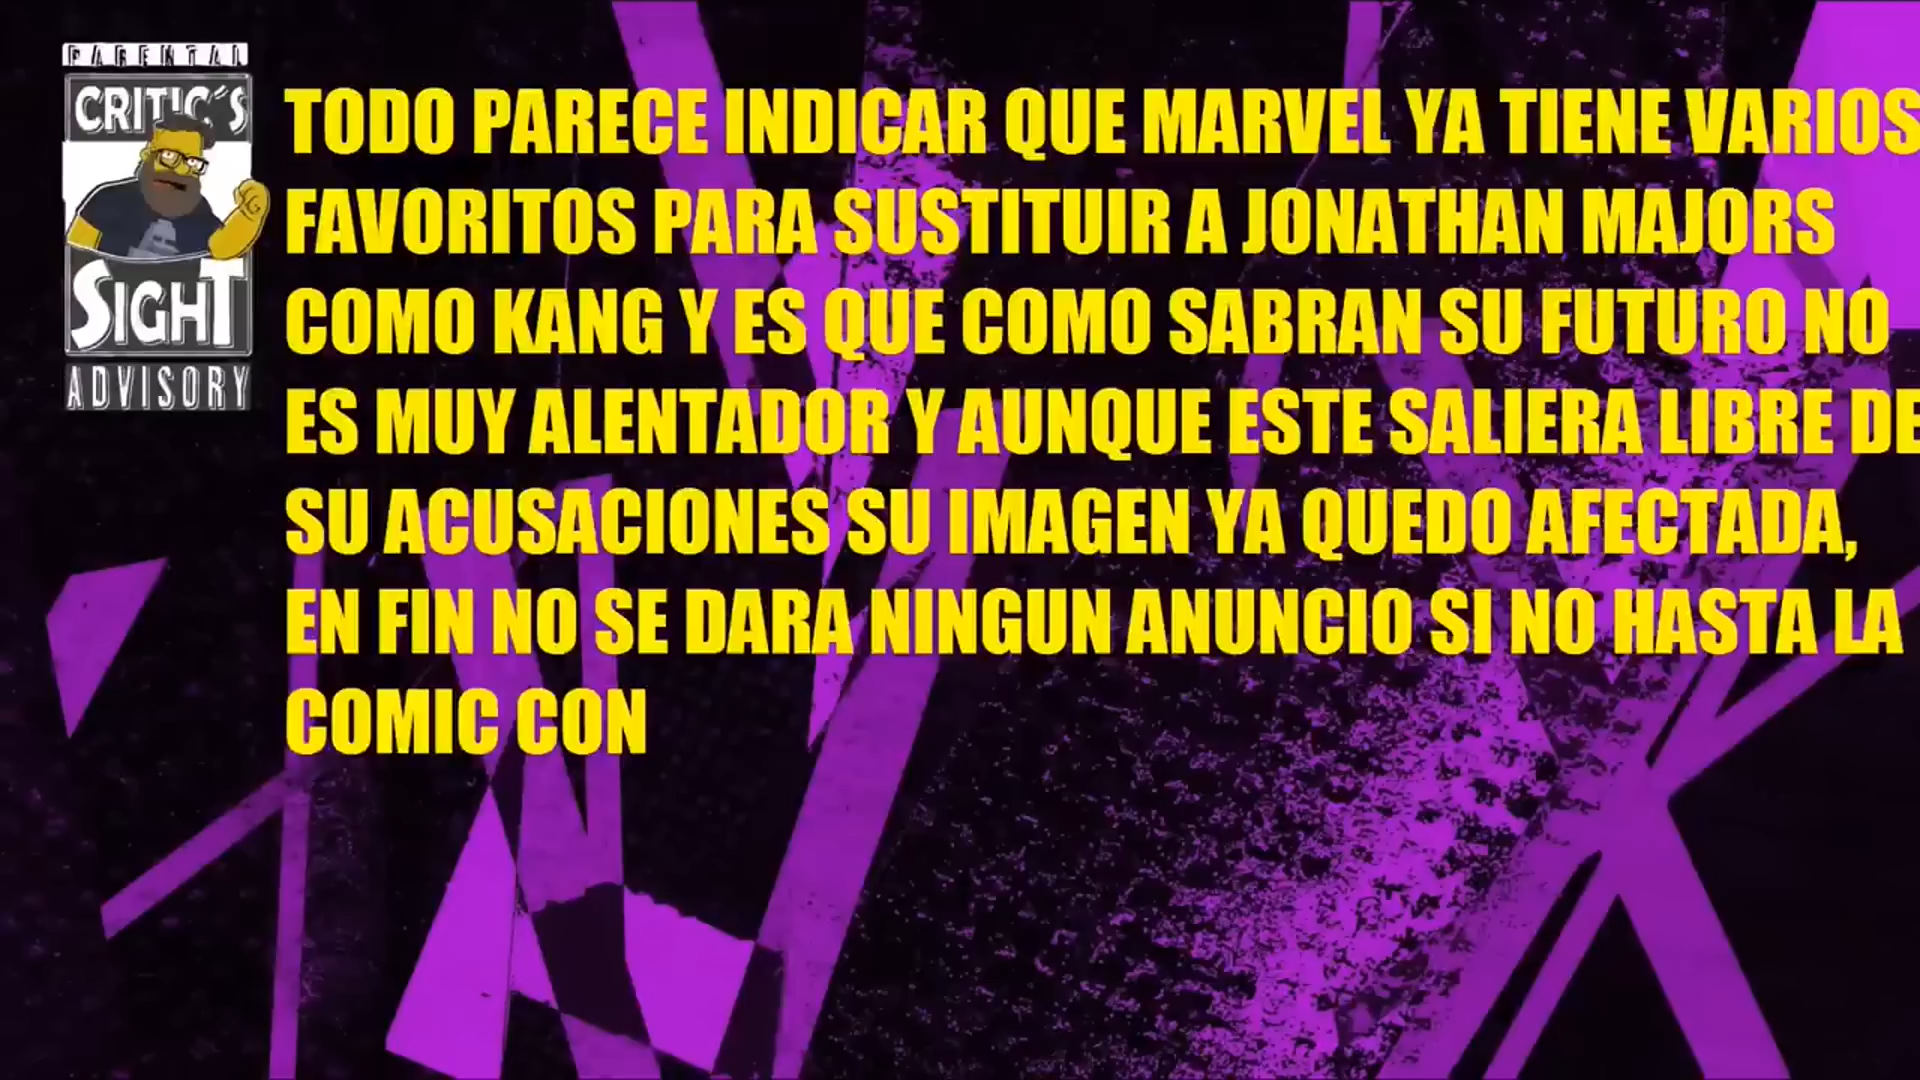 PARENTAL
CRITIC'S
SIGHT
ADVISORY
TODO PARECE INDICAR QUE MARVEL YA TIENE VARIOS
FAVORITOS PARA SUSTITUIR A JONATHAN MAJORS
COMO KANG Y ES QUE COMO SABRAN SU FUTURO NO
ES MUY ALENTADOR Y AUNQUE ESTE SALIERA LIBRE DE
SU ACUSACIONES SU IMAGEN YA QUEDO AFECTADA,
EN FIN NO SE DARA NINGUN ANUNCIO SI NO HASTA LA
COMIC CON